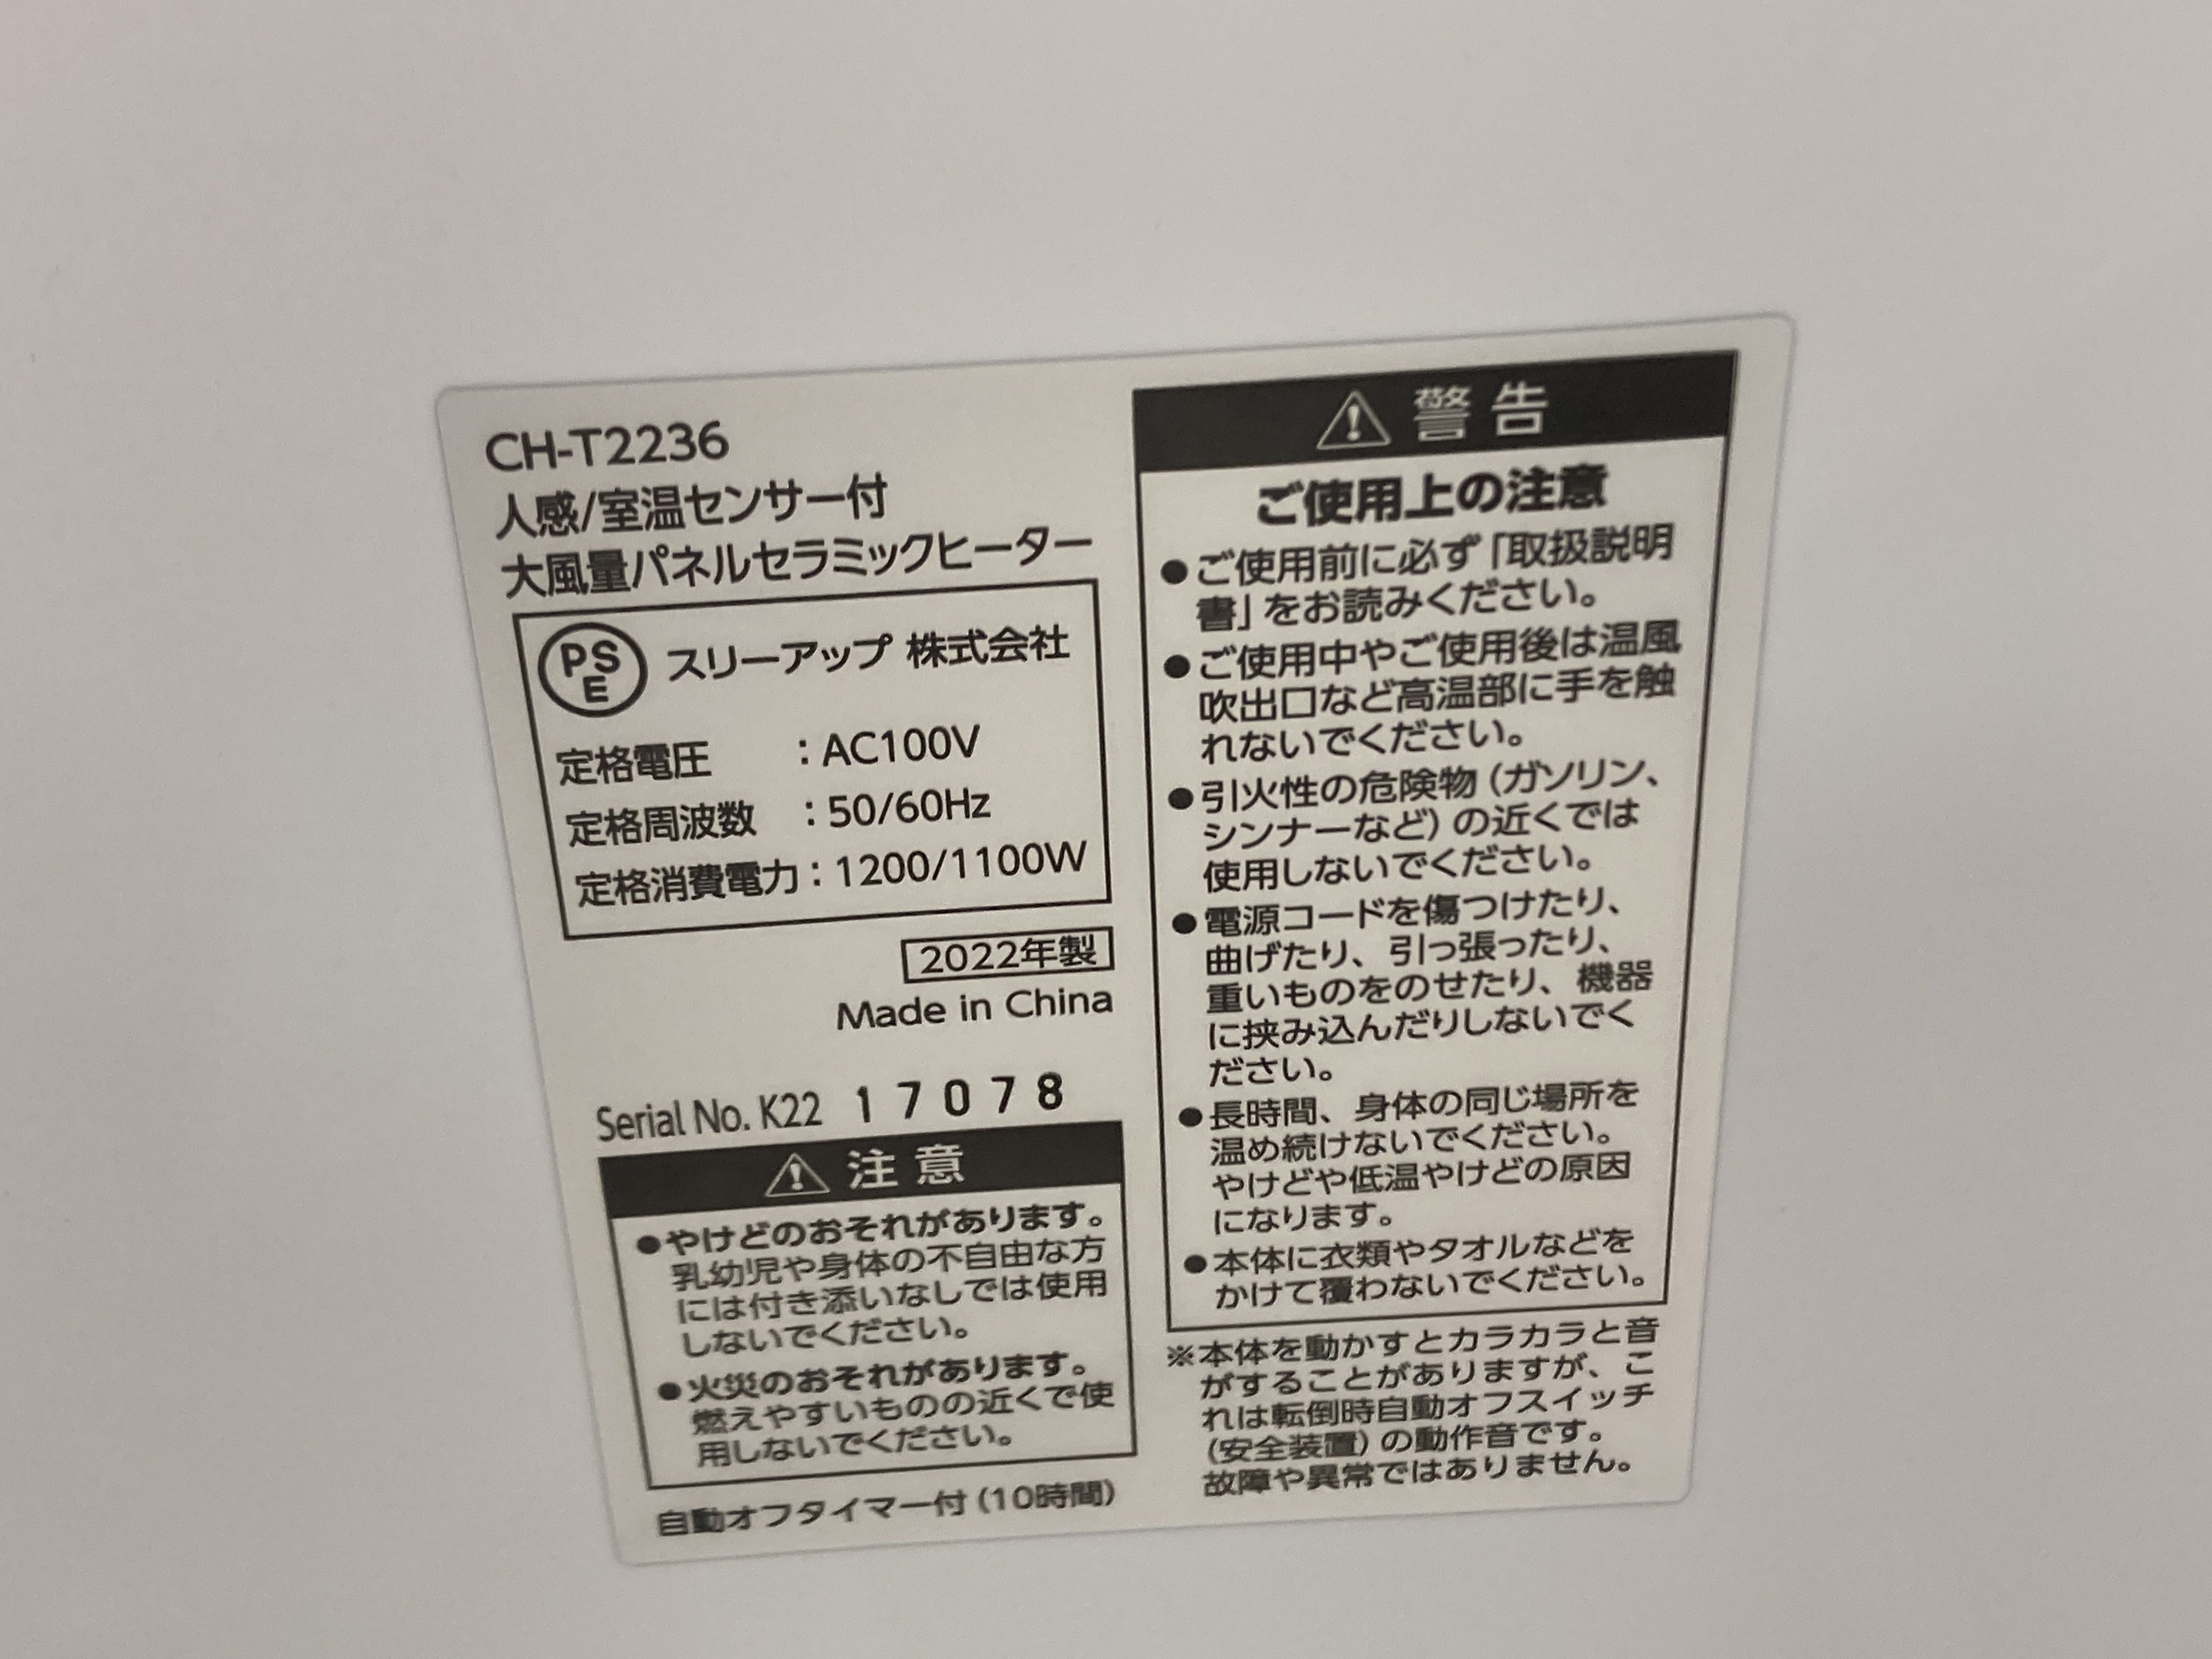 CH-T2236
人感/室温センサー付
大風量パネルセラミックヒーター
PSE
スリーアップ 株式会社
定格電圧 : AC100V
定格周波数 : 50/60Hz
定格消費電力 : 1200/1100W
2022年製
Made in China
Serial No. K22 17078
⚠ 注意
●やけどのおそれがあります。
乳幼児や身体の不自由な方
には付き添いなしでは使用
しないでください。
●火災のおそれがあります。
燃えやすいものの近くで使
用しないでください。
自動オフタイマー付 (10時間)
⚠ 警告
ご使用上の注意
●ご使用前に必ず「取扱説明
書」をお読みください。
●ご使用中やご使用後は温風
吹出口など高温部に手を触
れないでください。
●引火性の危険物 (ガソリン、
シンナーなど) の近くでは
使用しないでください。
●電源コードを傷つけたり、
曲げたり、引っ張ったり、
重いものをのせたり、機器
に挟み込んだりしないでく
ださい。
●長時間、身体の同じ場所を
温め続けないでください。
やけどや低温やけどの原因
になります。
●本体に衣類やタオルなどを
かけて覆わないでください。
※本体を動かすとカラカラと音
がすることがありますが、こ
れは転倒時自動オフスイッチ
(安全装置) の動作音です。
故障や異常ではありません。